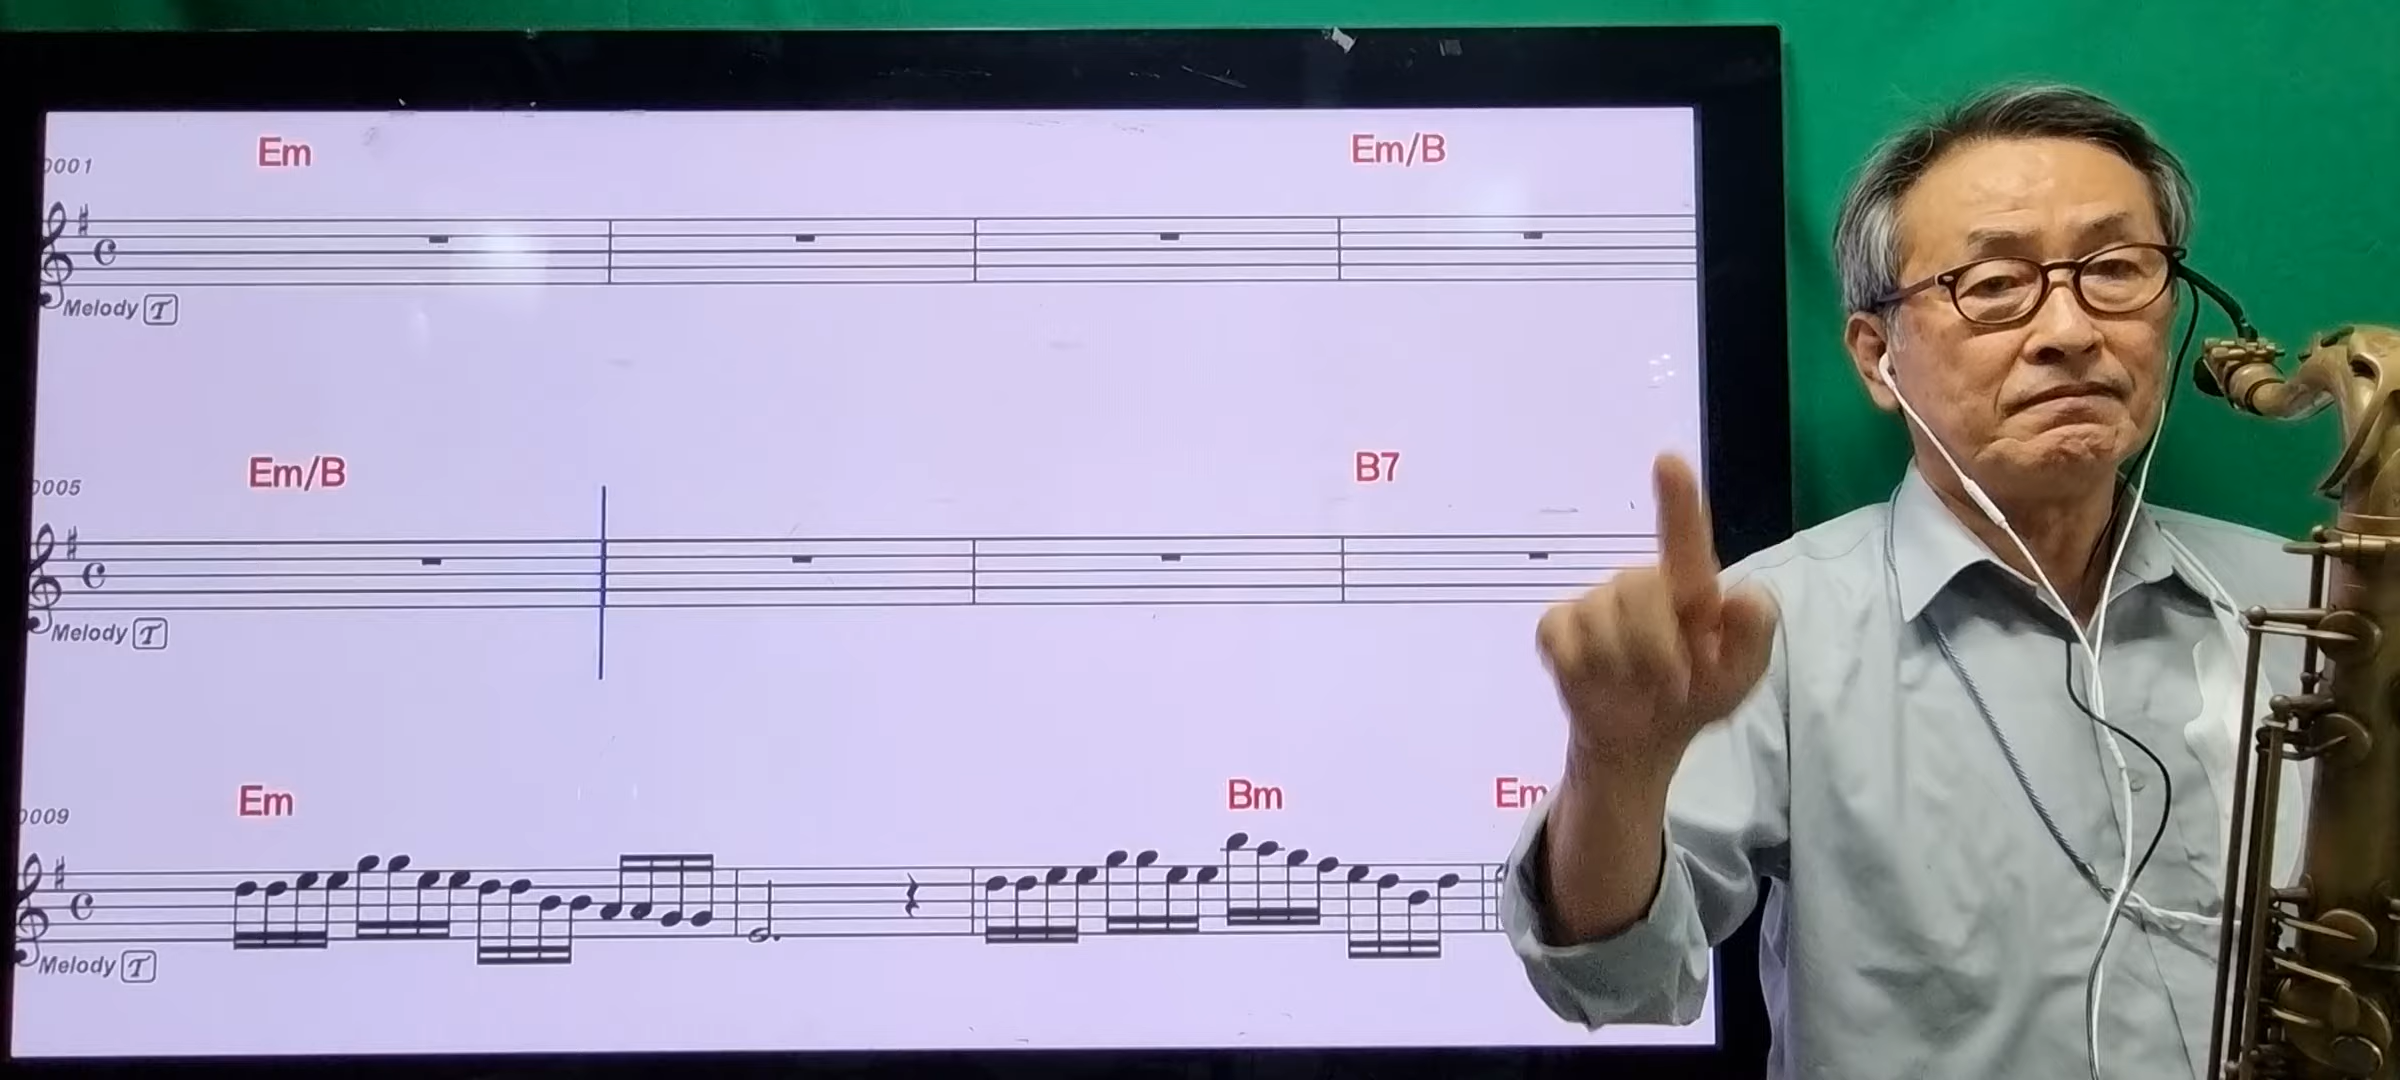 Em Em/B
0001
Melody T
Em/B B7
0005
Melody T
Em Bm Em
0009
Melody T